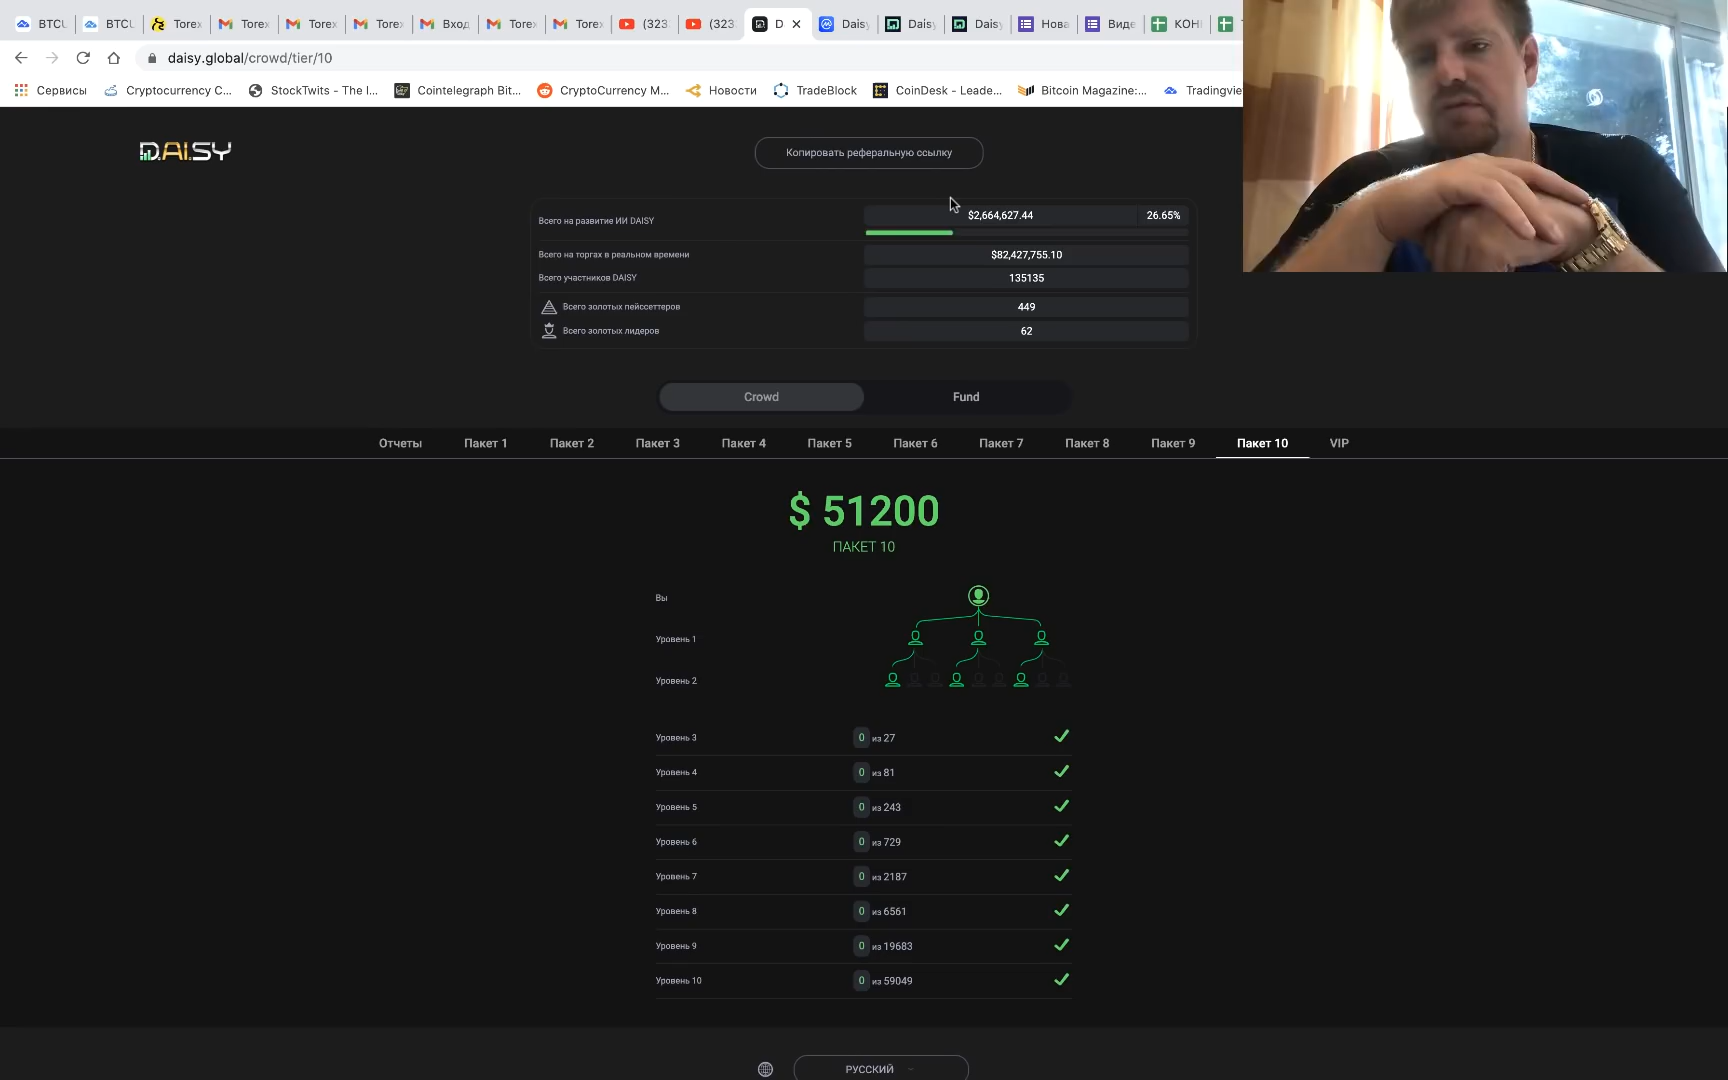 BTCU
BTCU
Torex
Torex
Torex
Torex
Вход
Torex
Torex
(323
(323
D
Daisy
Daisy
Daisy
Нова
Виде
КОН
daisy.global/crowd/tier/10
Сервисы
Cryptocurrency C...
StockTwits - The l...
Cointelegraph Bit...
CryptoCurrency M...
Новости
TradeBlock
CoinDesk - Leade...
Bitcoin Magazine:...
Tradingvie
D.AI.SY
Копировать реферальную ссылку
Всего на развитие ИИ DAISY
$2,664,627.44
26.65%
Всего на торгах в реальном времени
$82,427,755.10
Всего участников DAISY
135135
Всего золотых пейссеттеров
449
Всего золотых лидеров
62
Crowd
Fund
Отчеты
Пакет 1
Пакет 2
Пакет 3
Пакет 4
Пакет 5
Пакет 6
Пакет 7
Пакет 8
Пакет 9
Пакет 10
VIP
$ 51200
ПАКЕТ 10
Вы
Уровень 1
Уровень 2
Уровень 3
0 из 27
Уровень 4
0 из 81
Уровень 5
0 из 243
Уровень 6
0 из 729
Уровень 7
0 из 2187
Уровень 8
0 из 6561
Уровень 9
0 из 19683
Уровень 10
0 из 59049
РУССКИЙ